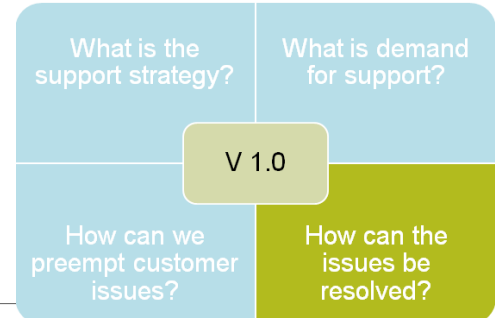 What is the
support strategy?
What is demand
for support?
V 1.0
How can we
preempt customer
issues?
How can the
issues be
resolved?